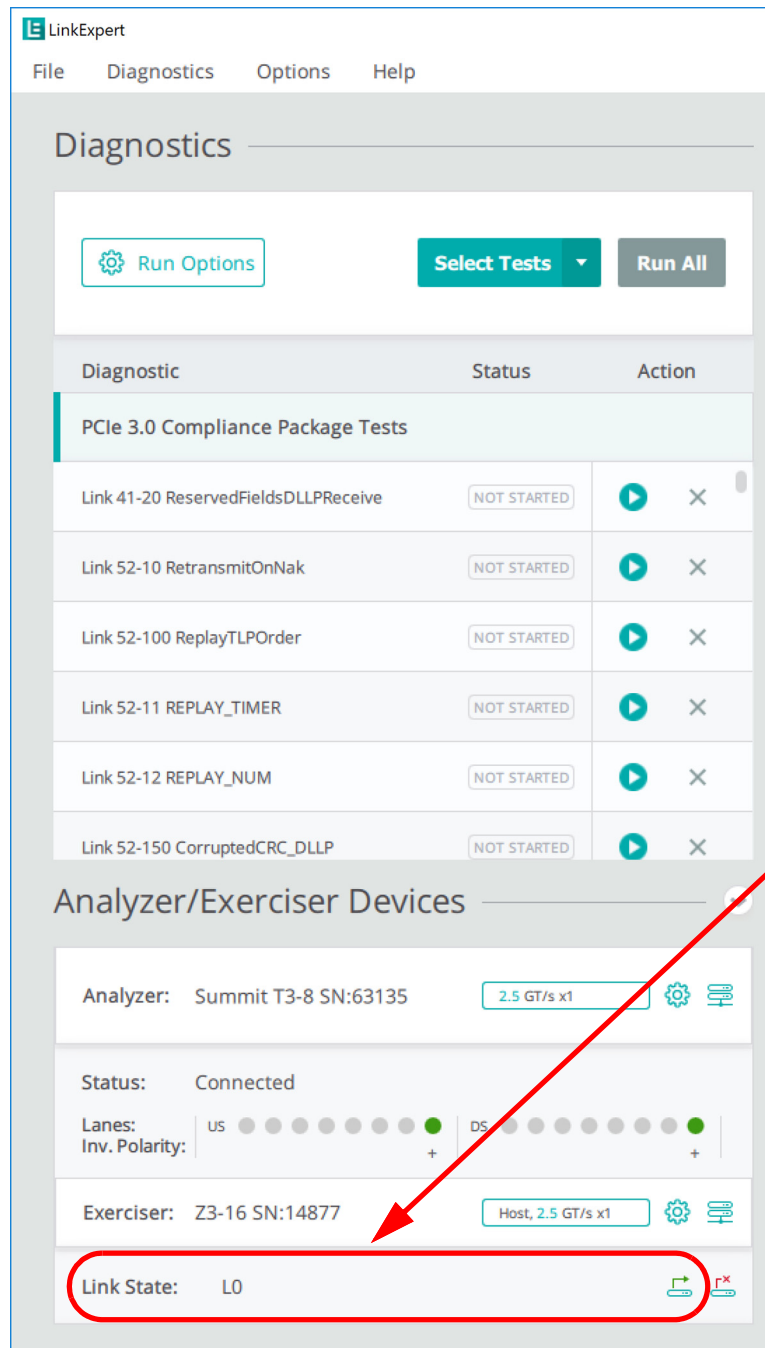 LinkExpert
File Diagnostics Options Help
Diagnostics
Run Options Select Tests Run All
Diagnostic Status Action
PCIe 3.0 Compliance Package Tests
Link 41-20 ReservedFieldsDLLPReceive NOT STARTED
Link 52-10 RetransmitOnNak NOT STARTED
Link 52-100 ReplayTLPOrder NOT STARTED
Link 52-11 REPLAY_TIMER NOT STARTED
Link 52-12 REPLAY_NUM NOT STARTED
Link 52-150 CorruptedCRC_DLLP NOT STARTED
Analyzer/Exerciser Devices
Analyzer: Summit T3-8 SN:63135 2.5 GT/s x1
Status: Connected
Lanes: US DS
Inv. Polarity: + +
Exerciser: Z3-16 SN:14877 Host, 2.5 GT/s x1
Link State: L0